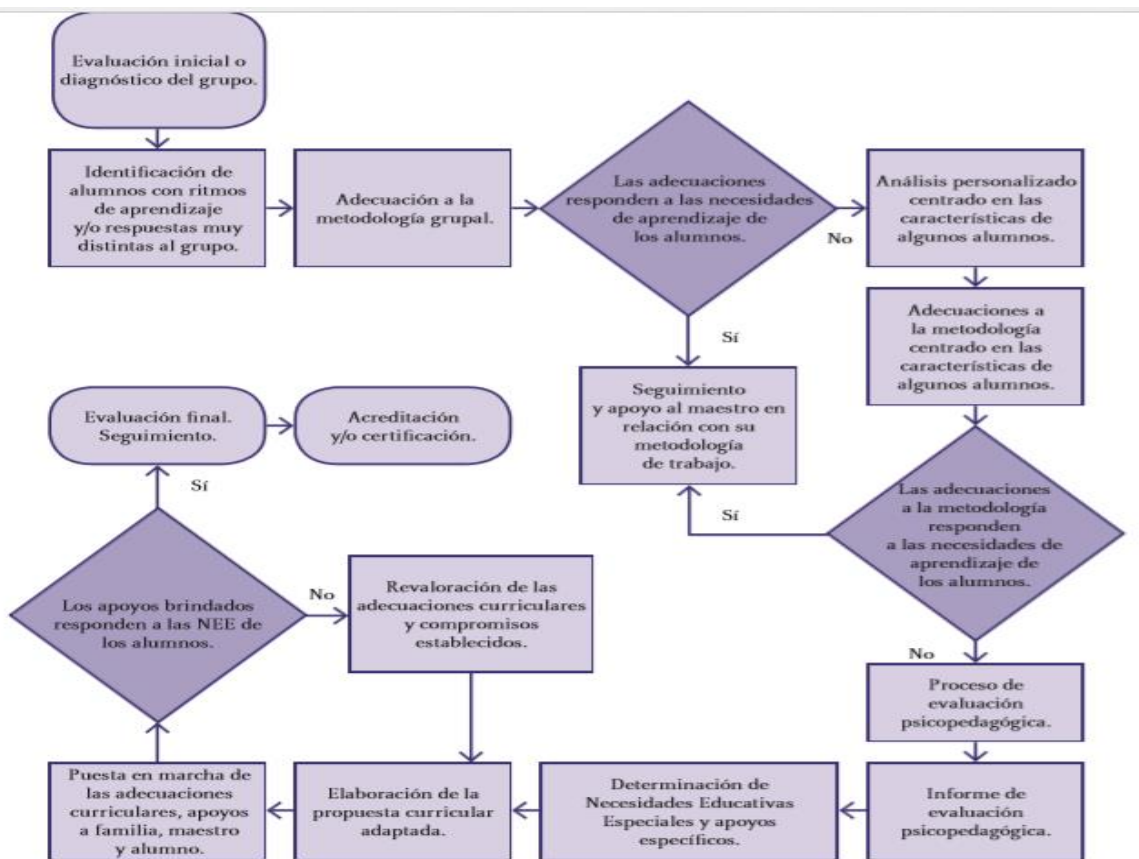 Evaluación inicial o
diagnóstico del grupo.
Identificación de
alumnos con ritmos
de aprendizaje
y/o respuestas muy
distintas al grupo.
Adecuación a la
metodología grupal.
Las adecuaciones
responden a las necesidades
de aprendizaje de
los alumnos.
No
Análisis personalizado
centrado en las
características de
algunos alumnos.
Adecuaciones a
la metodología
centrado en las
características de
algunos alumnos.
Sí
Seguimiento
y apoyo al maestro en
relación con su
metodología
de trabajo.
Sí
Las adecuaciones
a la metodología
responden
a las necesidades de
aprendizaje de
los alumnos.
No
Proceso de
evaluación
psicopedagógica.
Informe de
evaluación
psicopedagógica.
Determinación de
Necesidades Educativas
Especiales y apoyos
específicos.
Elaboración de la
propuesta curricular
adaptada.
Puesta en marcha de
las adecuaciones
curriculares, apoyos
a familia, maestro
y alumno.
Los apoyos brindados
responden a las NEE de
los alumnos.
No
Revaloración de las
adecuaciones curriculares
y compromisos
establecidos.
Sí
Evaluación final.
Seguimiento.
Acreditación
y/o certificación.